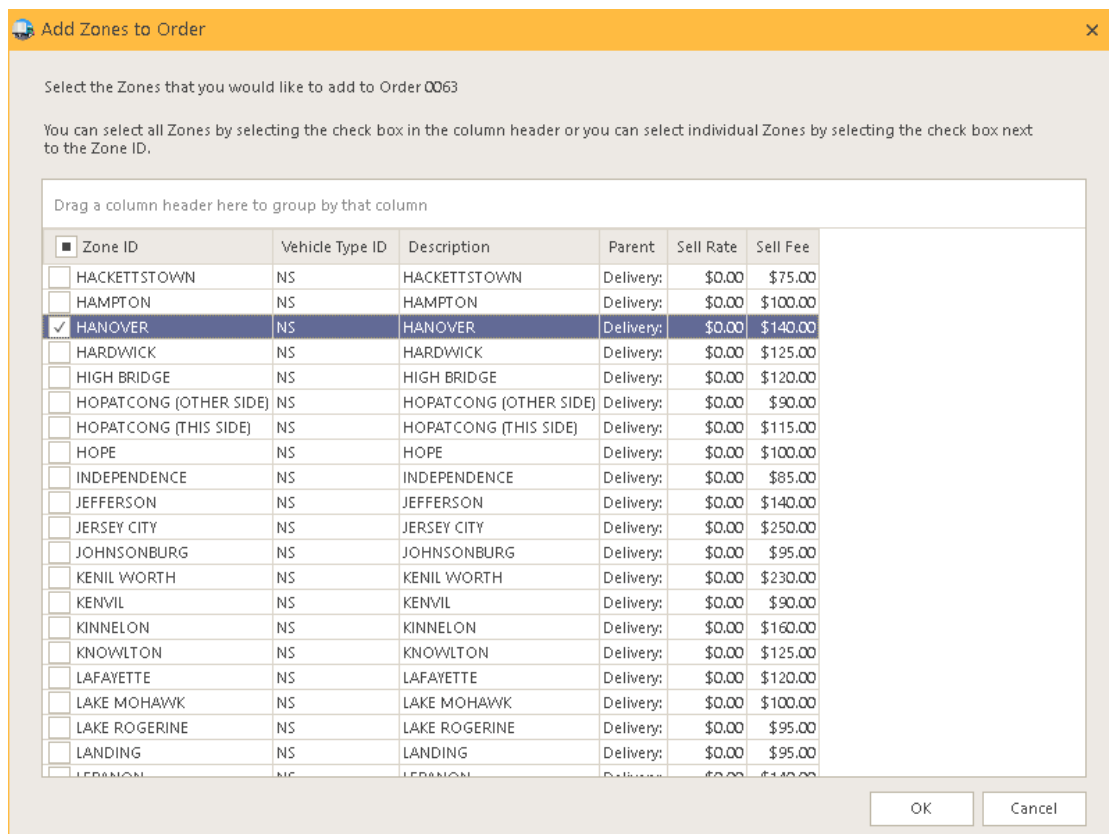 Add Zones to Order
Select the Zones that you would like to add to Order 0063
You can select all Zones by selecting the check box in the column header or you can select individual Zones by selecting the check box next
to the Zone ID.
Drag a column header here to group by that column
Zone ID Vehicle Type ID Description Parent Sell Rate Sell Fee
HACKETTSTOWN NS HACKETTSTOWN Delivery: $0.00 $75.00
HAMPTON NS HAMPTON Delivery: $0.00 $100.00
HANOVER NS HANOVER Delivery: $0.00 $140.00
HARDWICK NS HARDWICK Delivery: $0.00 $125.00
HIGH BRIDGE NS HIGH BRIDGE Delivery: $0.00 $120.00
HOPATCONG (OTHER SIDE) NS HOPATCONG (OTHER SIDE) Delivery: $0.00 $90.00
HOPATCONG (THIS SIDE) NS HOPATCONG (THIS SIDE) Delivery: $0.00 $115.00
HOPE NS HOPE Delivery: $0.00 $100.00
INDEPENDENCE NS INDEPENDENCE Delivery: $0.00 $85.00
JEFFERSON NS JEFFERSON Delivery: $0.00 $140.00
JERSEY CITY NS JERSEY CITY Delivery: $0.00 $250.00
JOHNSONBURG NS JOHNSONBURG Delivery: $0.00 $95.00
KENIL WORTH NS KENIL WORTH Delivery: $0.00 $230.00
KENVIL NS KENVIL Delivery: $0.00 $90.00
KINNELON NS KINNELON Delivery: $0.00 $160.00
KNOWLTON NS KNOWLTON Delivery: $0.00 $125.00
LAFAYETTE NS LAFAYETTE Delivery: $0.00 $120.00
LAKE MOHAWK NS LAKE MOHAWK Delivery: $0.00 $100.00
LAKE ROGERINE NS LAKE ROGERINE Delivery: $0.00 $95.00
LANDING NS LANDING Delivery: $0.00 $95.00
LEBANON NS LEBANON Delivery: $0.00 $140.00
OK Cancel